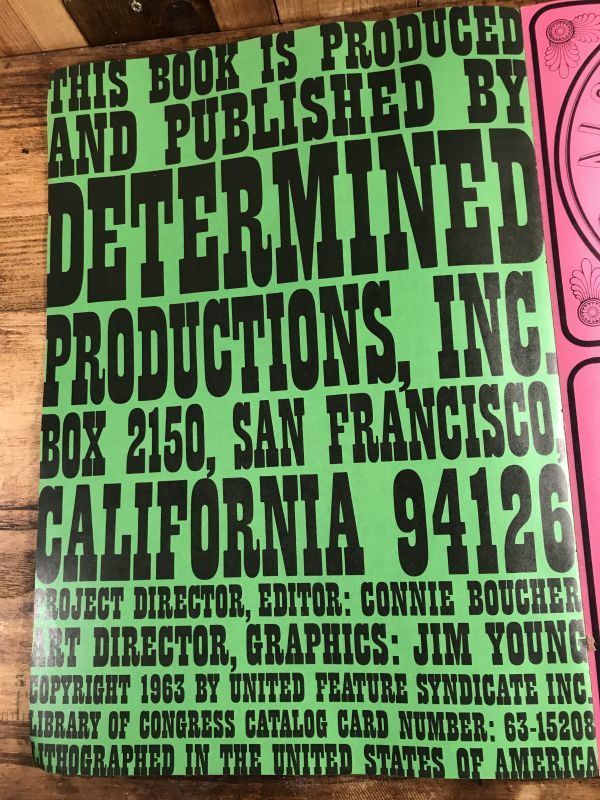 THIS BOOK IS PRODUCED
AND PUBLISHED BY
DETERMINED
PRODUCTIONS, INC.
BOX 2150, SAN FRANCISCO,
CALIFORNIA 94126
PROJECT DIRECTOR, EDITOR: CONNIE BOUCHER
ART DIRECTOR, GRAPHICS: JIM YOUNG
COPYRIGHT 1963 BY UNITED FEATURE SYNDICATE INC.
LIBRARY OF CONGRESS CATALOG CARD NUMBER: 63-15208
LITHOGRAPHED IN THE UNITED STATES OF AMERICA